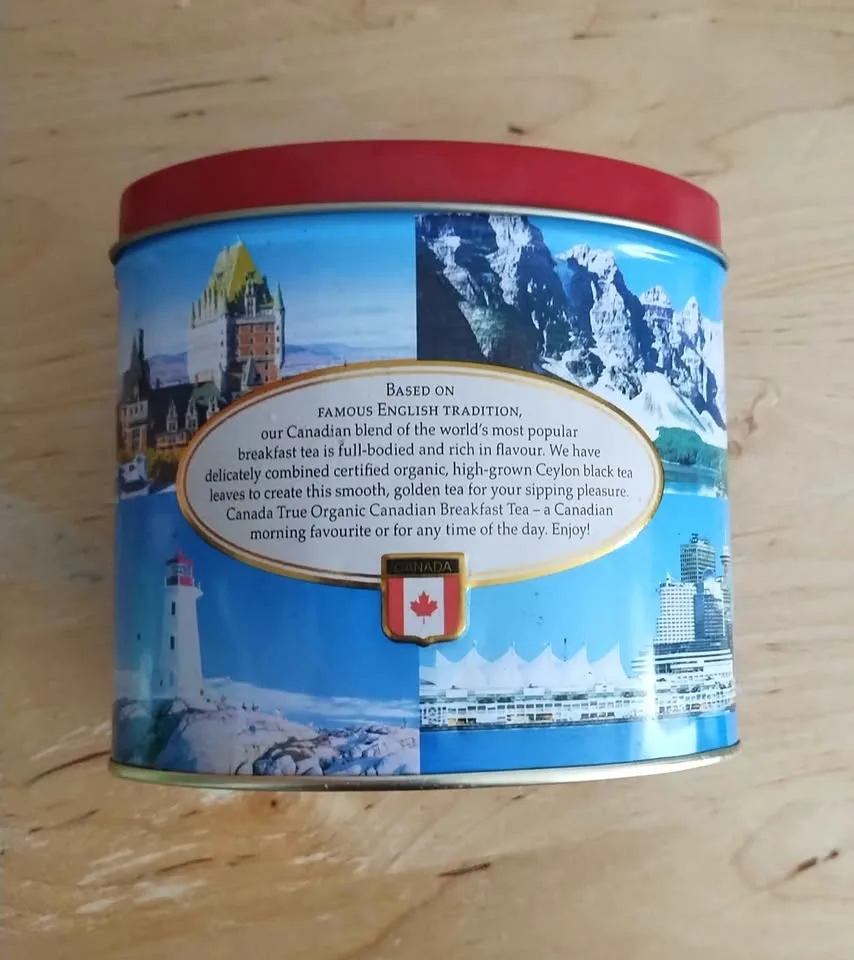 BASED ON
FAMOUS ENGLISH TRADITION,
our Canadian blend of the world's most popular
breakfast tea is full-bodied and rich in flavour. We have
delicately combined certified organic, high-grown Ceylon black tea
leaves to create this smooth, golden tea for your sipping pleasure.
Canada True Organic Canadian Breakfast Tea – a Canadian
morning favourite or for any time of the day. Enjoy!
CANADA